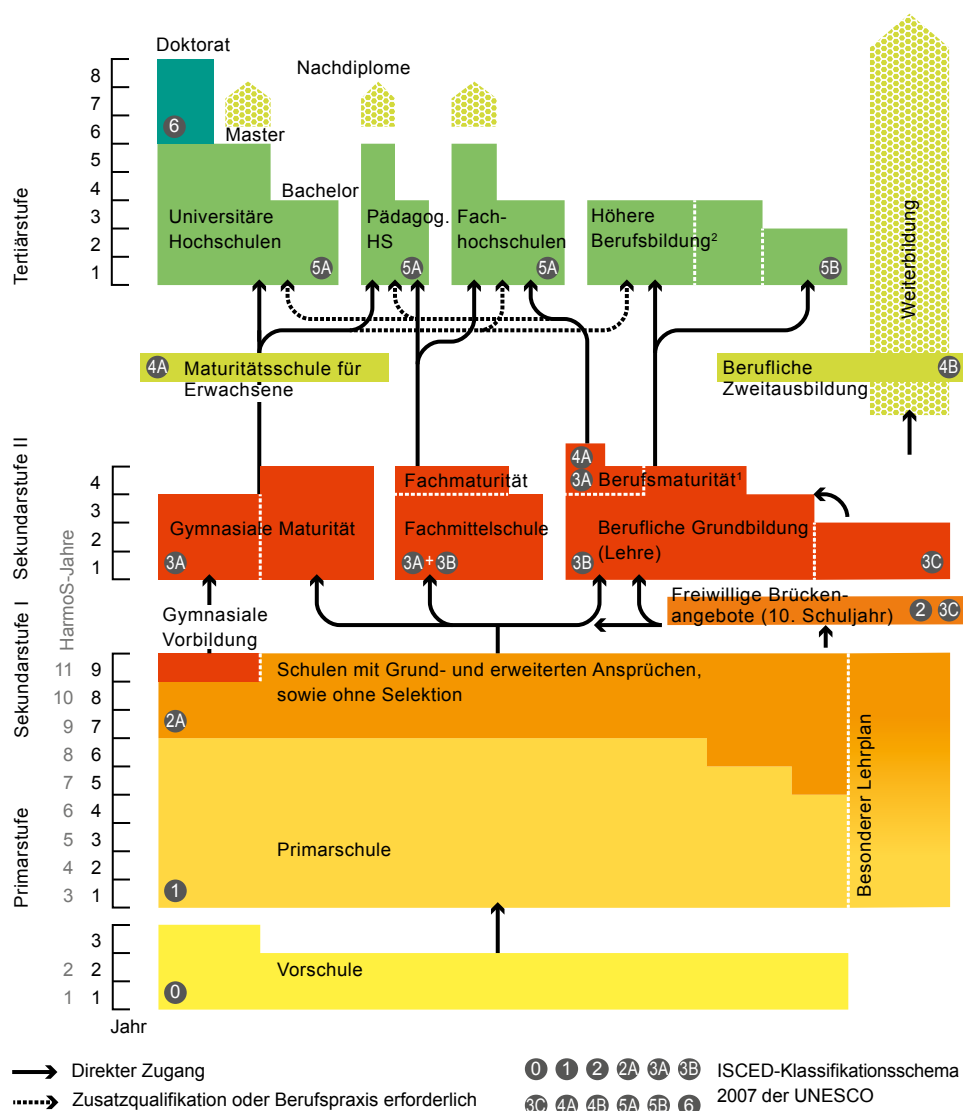 Doktorat
Nachdiplome
8
7
6
5
4
3
2
1
Tertiärstufe
6
Master
Bachelor
Universitäre
Hochschulen
5A
Pädagog.
HS
5A
Fach-
hochschulen
5A
Höhere
Berufsbildung²
5B
Weiterbildung
4A
Maturitätsschule für
Erwachsene
Berufliche
Zweitausbildung
4B
Sekundarstufe II
4
3
2
1
Gymnasiale Maturität
3A
Fachmaturität
Fachmittelschule
3A + 3B
4A
3A
Berufsmaturität¹
Berufliche Grundbildung
(Lehre)
3B
3C
HarmoS-Jahre
Gymnasiale
Vorbildung
Freiwillige Brücken-
angebote (10. Schuljahr)
2
3C
Sekundarstufe I
11 9
10 8
9 7
8 6
7 5
6 4
5 3
4 2
3 1
Schulen mit Grund- und erweiterten Ansprüchen,
sowie ohne Selektion
2A
Besonderer Lehrplan
Primarstufe
Primarschule
1
3
2 2
1 1
Vorschule
0
Jahr
Direkter Zugang
Zusatzqualifikation oder Berufspraxis erforderlich
0 1 2 2A 3A 3B
3C 4A 4B 5A 5B 6
ISCED-Klassifikationsschema
2007 der UNESCO